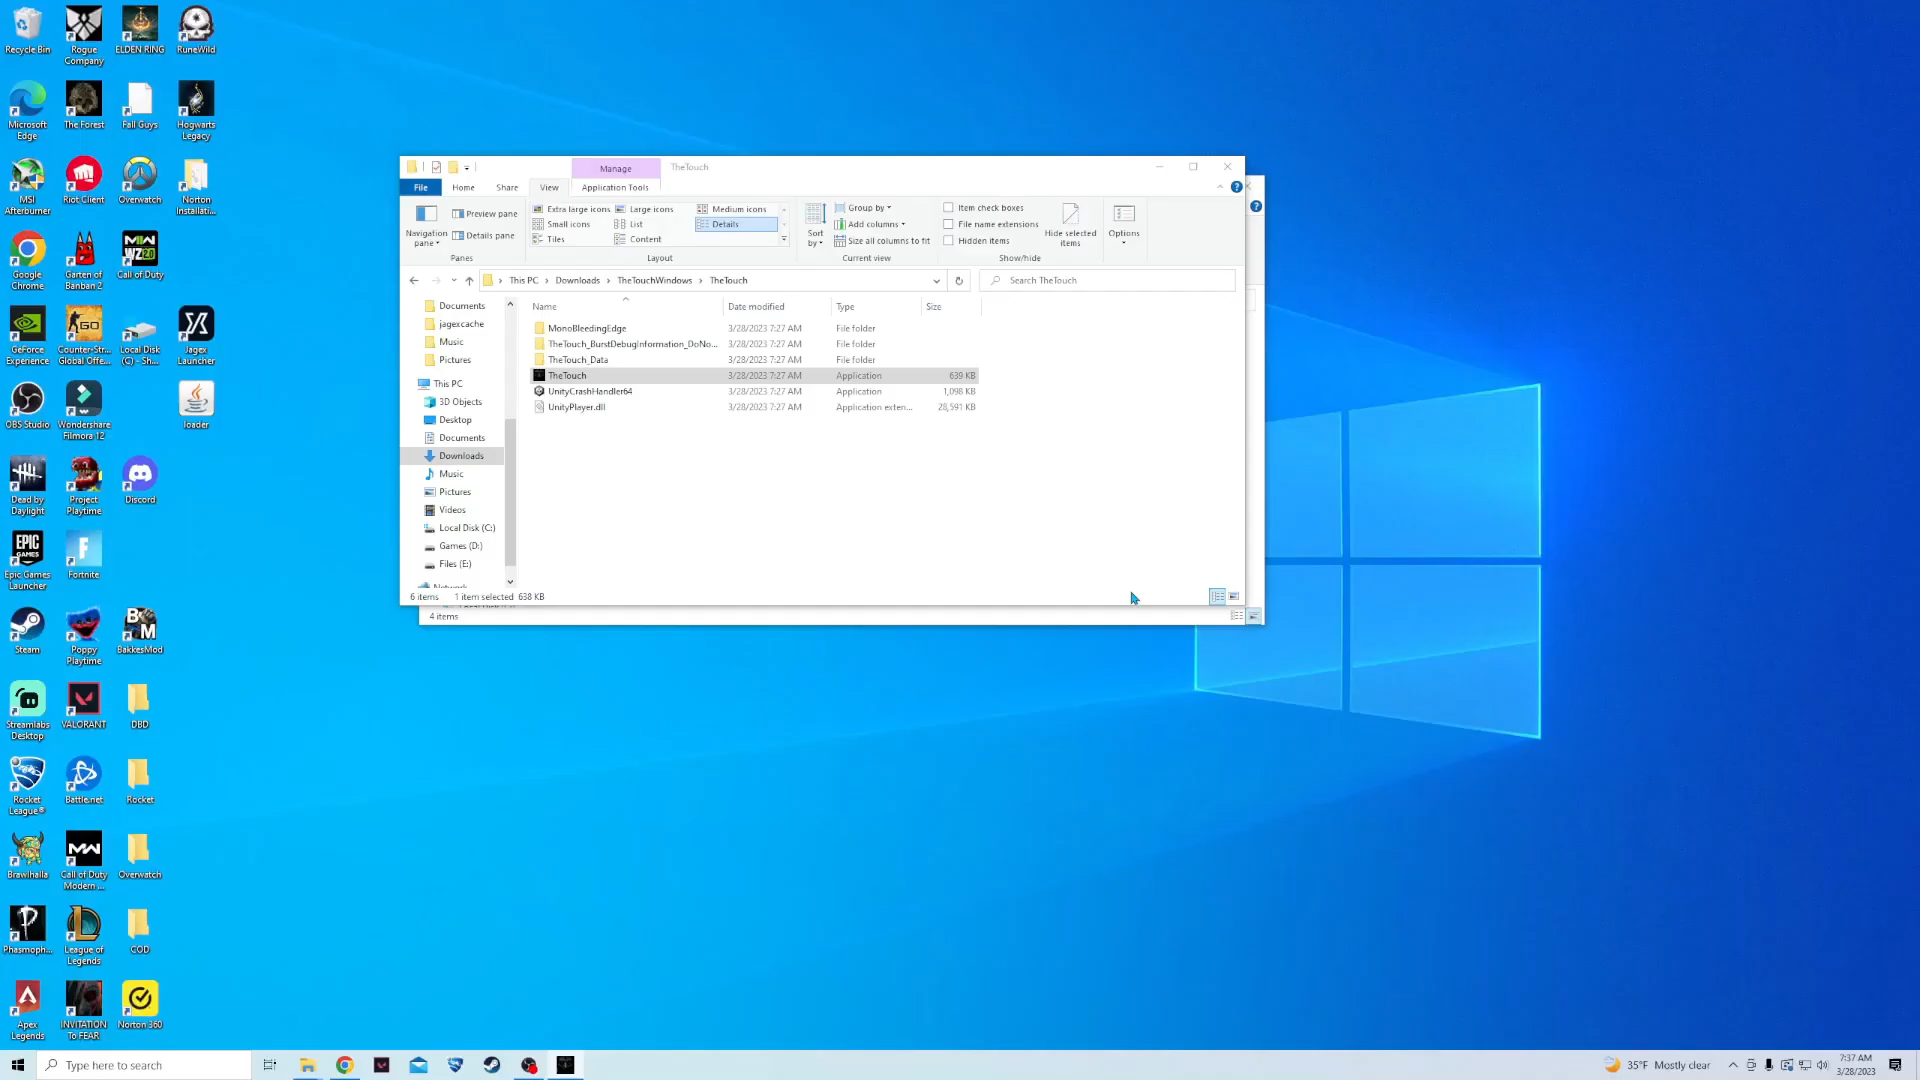 Recycle Bin
Rogue
Company
ELDEN RING
RuneWild
Microsoft
Edge
The Forest
Fall Guys
Hogwarts
Legacy
MSI
Afterburner
Riot Client
Overwatch
Norton
Installati...
Google
Chrome
Garten of
Banban 2
Call of Duty
GeForce
Experience
Counter-Str...
Global Offe...
Local Disk
(C) - Sh...
Jagex
Launcher
OBS Studio
Wondershare
Filmora 12
loader
Dead by
Daylight
Project
Playtime
Discord
Epic Games
Launcher
Fortnite
Steam
Poppy
Playtime
BakkesMod
Streamlabs
Desktop
VALORANT
DBD
Rocket
League®
Battle.net
Rocket
Brawlhalla
Call of Duty
Modern ...
Overwatch
Phasmoph...
League of
Legends
COD
Apex
Legends
INVITATION
To FEAR
Norton 360
Manage
TheTouch
File
Home
Share
View
Application Tools
Navigation
pane
Preview pane
Details pane
Panes
Extra large icons
Large icons
Medium icons
Small icons
List
Details
Tiles
Content
Layout
Sort
by
Group by
Add columns
Size all columns to fit
Current view
Item check boxes
File name extensions
Hidden items
Hide selected
items
Show/hide
Options
This PC
Downloads
TheTouchWindows
TheTouch
Search TheTouch
Name
Date modified
Type
Size
Documents
jagexcache
Music
Pictures
This PC
3D Objects
Desktop
Documents
Downloads
Music
Pictures
Videos
Local Disk (C:)
Games (D:)
Files (E:)
Network
MonoBleedingEdge 3/28/2023 7:27 AM File folder
TheTouch_BurstDebugInformation_DoNo... 3/28/2023 7:27 AM File folder
TheTouch_Data 3/28/2023 7:27 AM File folder
TheTouch 3/28/2023 7:27 AM Application 639 KB
UnityCrashHandler64 3/28/2023 7:27 AM Application 1,098 KB
UnityPlayer.dll 3/28/2023 7:27 AM Application exten... 28,591 KB
6 items 1 item selected 638 KB
4 items
Type here to search
35°F Mostly clear
7:37 AM
3/28/2023